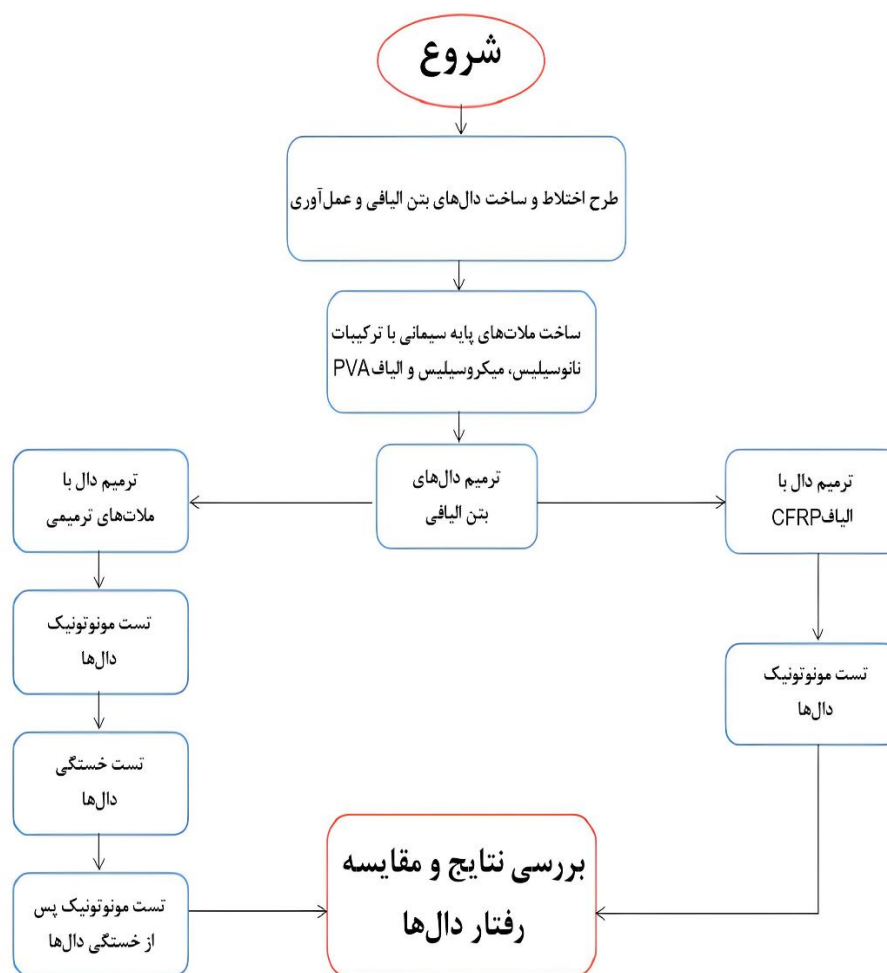 شروع
طرح اختلاط و ساخت دال‌های بتن الیافی و عمل‌آوری
ساخت ملات‌های پایه سیمانی با ترکیبات
نانوسیلیس، میکروسیلیس و الیاف PVA
ترمیم دال‌های
بتن الیافی
ترمیم دال با
الیاف CFRP
تست مونوتونیک
دال‌ها
ترمیم دال با
ملات‌های ترمیمی
تست مونوتونیک
دال‌ها
تست خستگی
دال‌ها
تست مونوتونیک پس
از خستگی دال‌ها
بررسی نتایج و مقایسه
رفتار دال‌ها